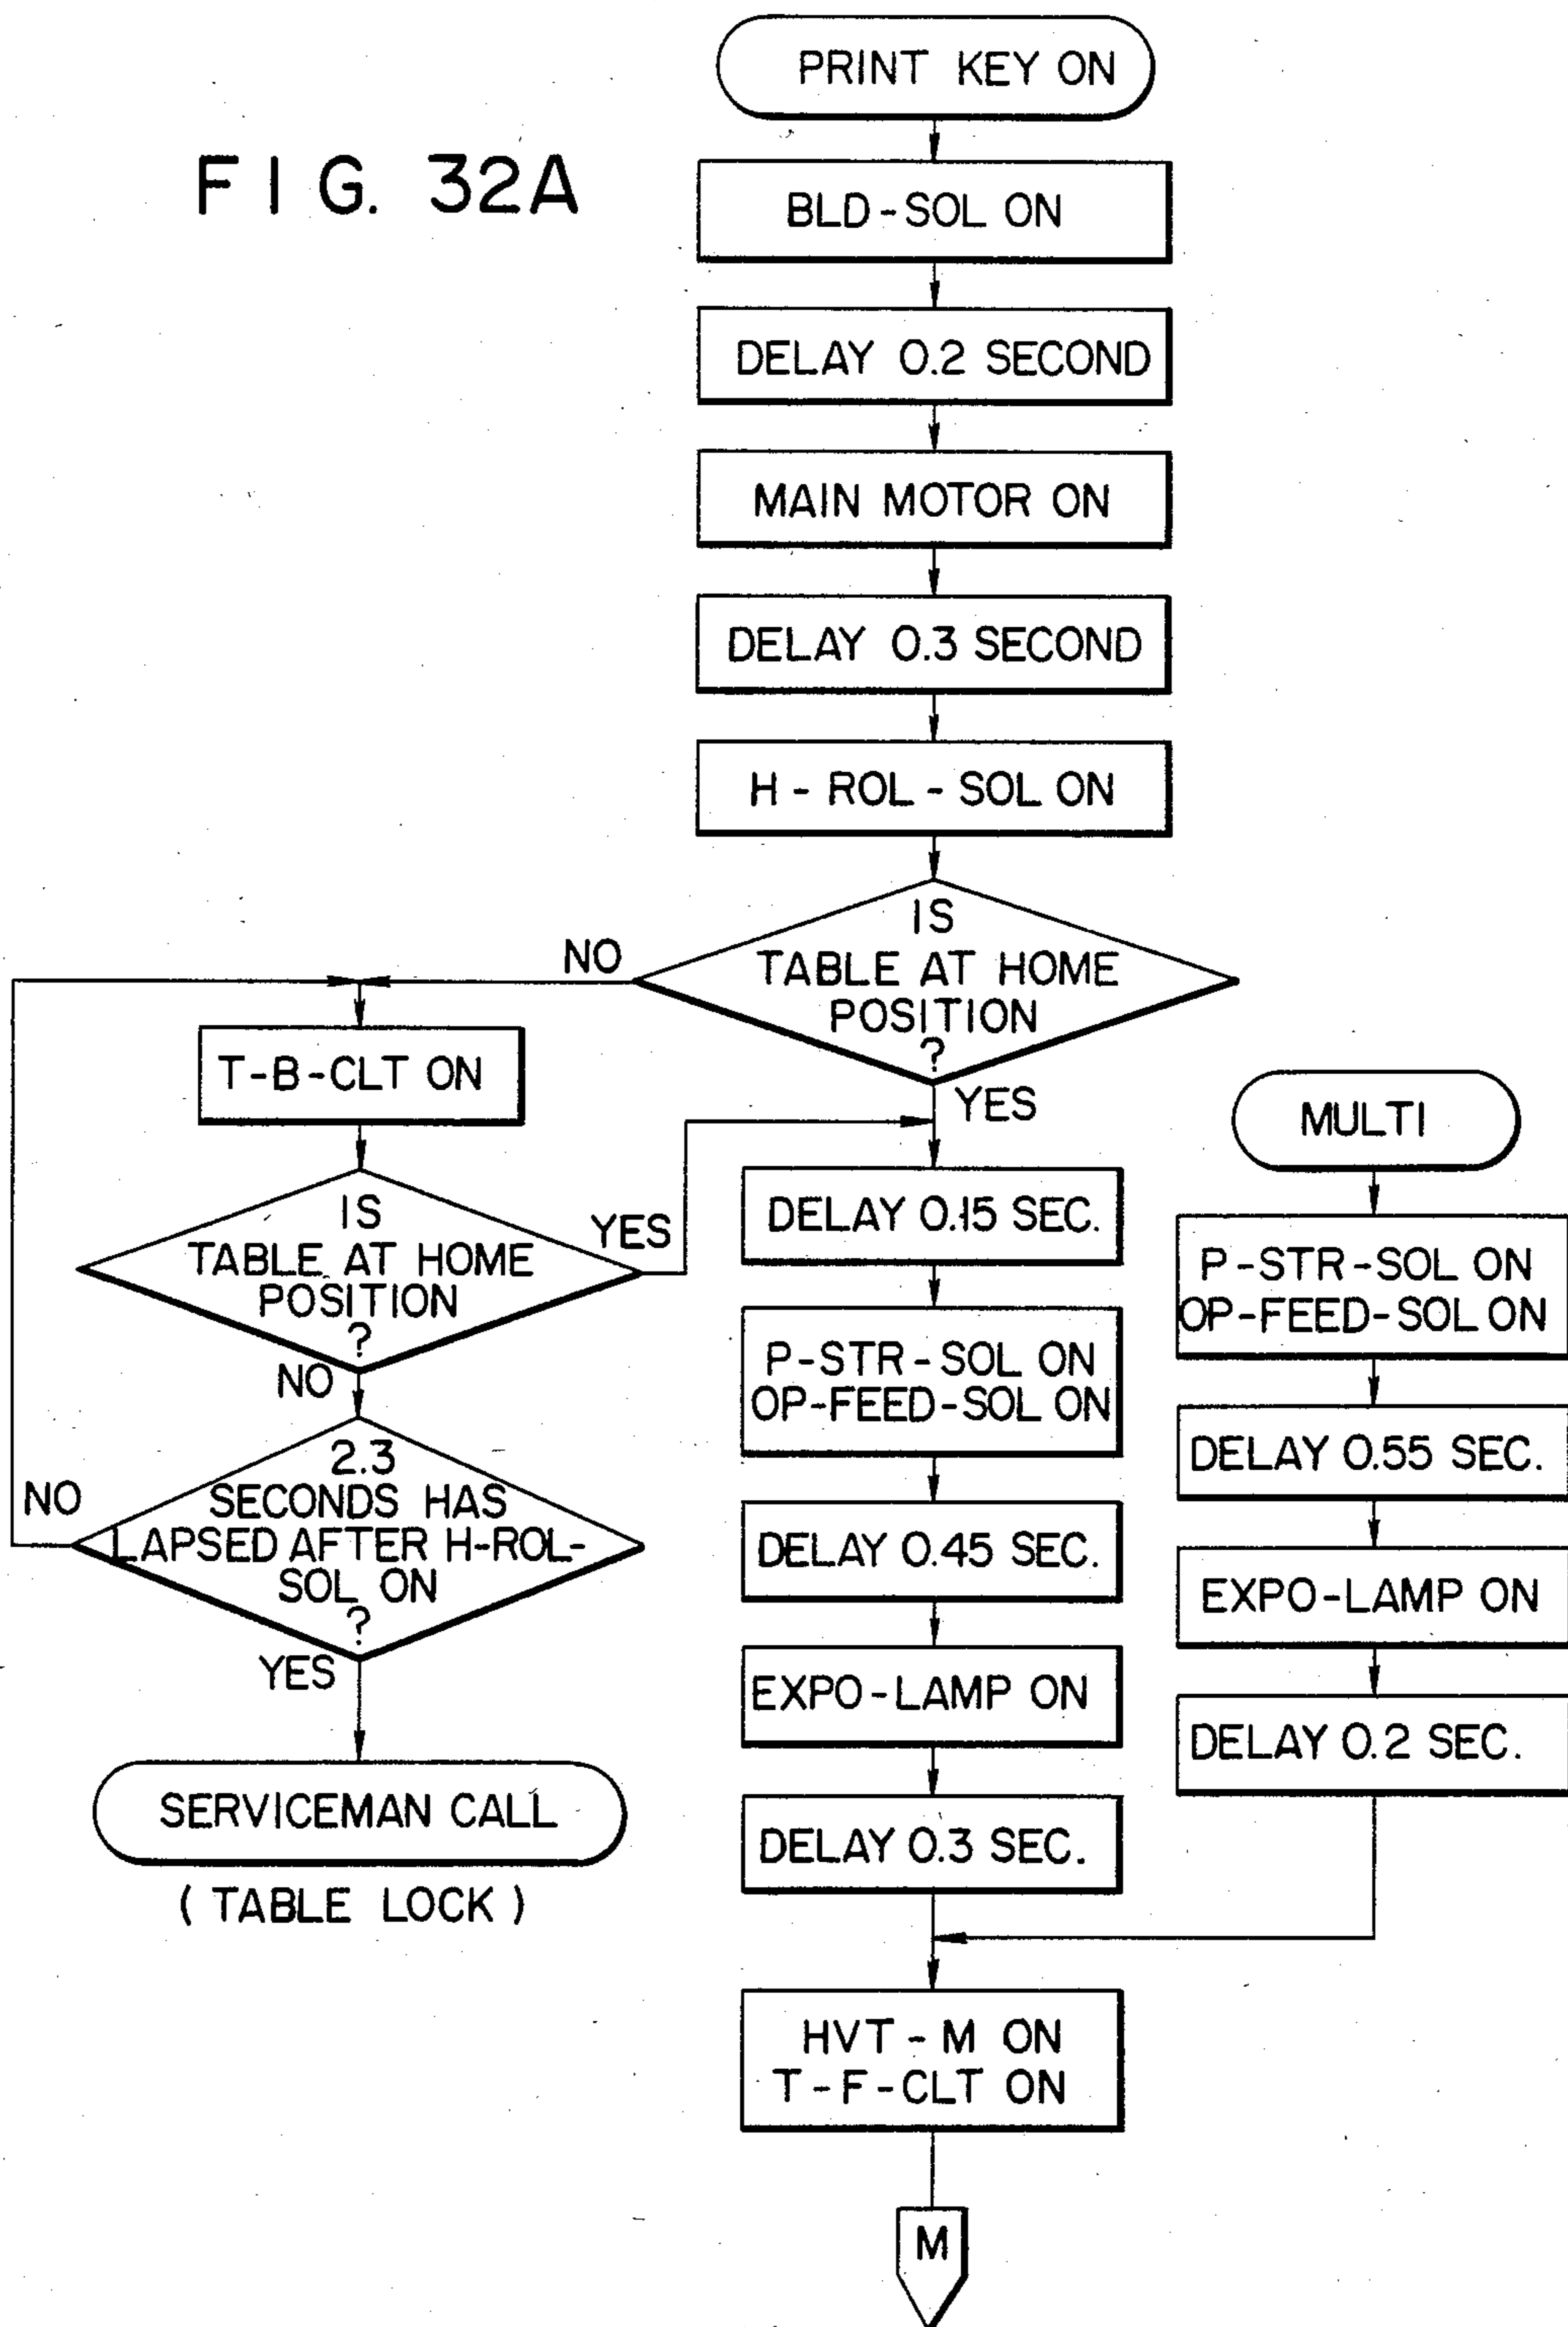 FIG. 32A
PRINT KEY ON
BLD-SOL ON
DELAY 0.2 SECOND
MAIN MOTOR ON
DELAY 0.3 SECOND
H-ROL-SOL ON
IS
TABLE AT HOME
POSITION
?
NO
YES
T-B-CLT ON
IS
TABLE AT HOME
POSITION
?
YES
NO
2.3
SECONDS HAS
LAPSED AFTER H-ROL-
SOL ON
?
NO
YES
SERVICEMAN CALL
(TABLE LOCK)
DELAY 0.15 SEC.
P-STR-SOL ON
OP-FEED-SOL ON
DELAY 0.45 SEC.
EXPO-LAMP ON
DELAY 0.3 SEC.
MULTI
P-STR-SOL ON
OP-FEED-SOL ON
DELAY 0.55 SEC.
EXPO-LAMP ON
DELAY 0.2 SEC.
HVT-M ON
T-F-CLT ON
M